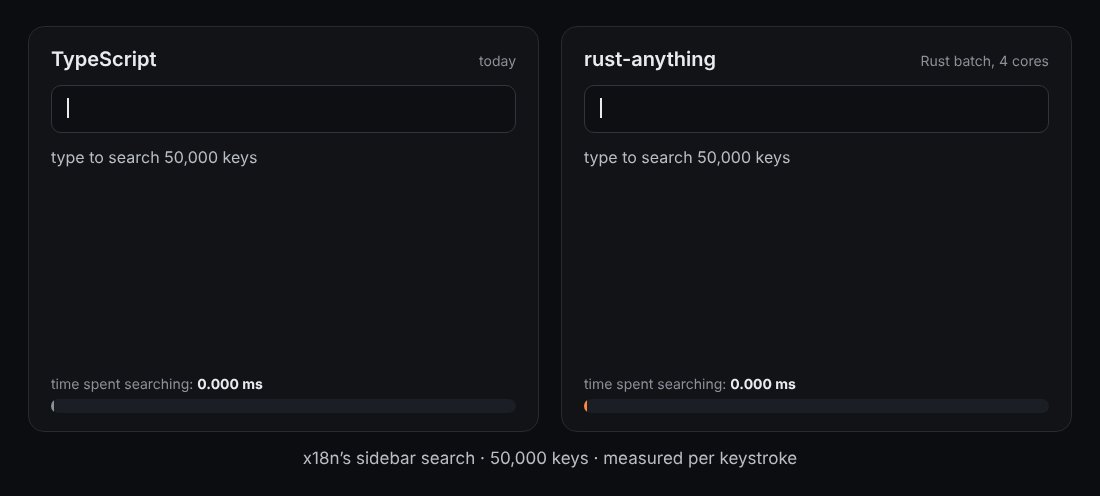 TypeScript
today
type to search 50,000 keys
time spent searching: 0.000 ms
rust-anything
Rust batch, 4 cores
type to search 50,000 keys
time spent searching: 0.000 ms
x18n’s sidebar search · 50,000 keys · measured per keystroke